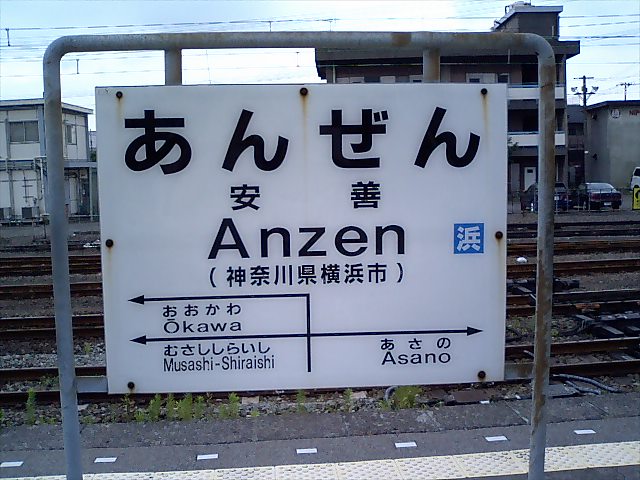 あんぜん
安善
Anzen
浜
(神奈川県横浜市)
おおかわ
Ōkawa
むさししらいし
Musashi-Shiraishi
あさの
Asano